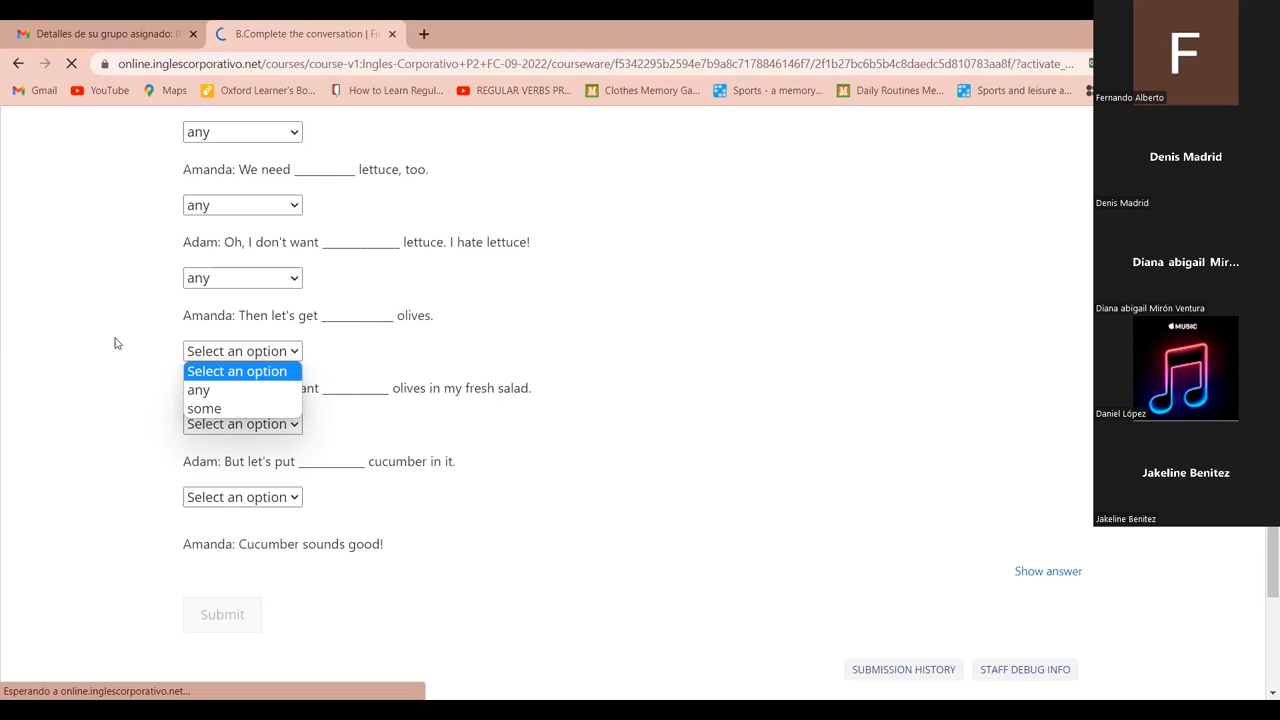 Detalles de su grupo asignado: I
B.Complete the conversation | Fu
online.inglescorporativo.net/courses/course-v1:Ingles-Corporativo+P2+FC-09-2022/courseware/f5342295b2594e7b9a8c7178846146f7/2f1b27bc6b5b4c8daedc5d810783aa8f/?activate_...
Gmail YouTube Maps Oxford Learner's Bo... How to Learn Regul... REGULAR VERBS PR... Clothes Memory Ga... Sports - a memory... Daily Routines Me... Sports and leisure a...
any
Amanda: We need _________ lettuce, too.
any
Adam: Oh, I don't want ____________ lettuce. I hate lettuce!
any
Amanda: Then let's get ___________ olives.
Select an option
Select an option
any
some
ant __________ olives in my fresh salad.
Select an option
Adam: But let's put __________ cucumber in it.
Select an option
Amanda: Cucumber sounds good!
Show answer
Submit
SUBMISSION HISTORY STAFF DEBUG INFO
Esperando a online.inglescorporativo.net...
F
Fernando Alberto
Denis Madrid
Denis Madrid
Diana abigail Mir...
Diana abigail Mirón Ventura
MUSIC
Daniel López
Jakeline Benitez
Jakeline Benitez